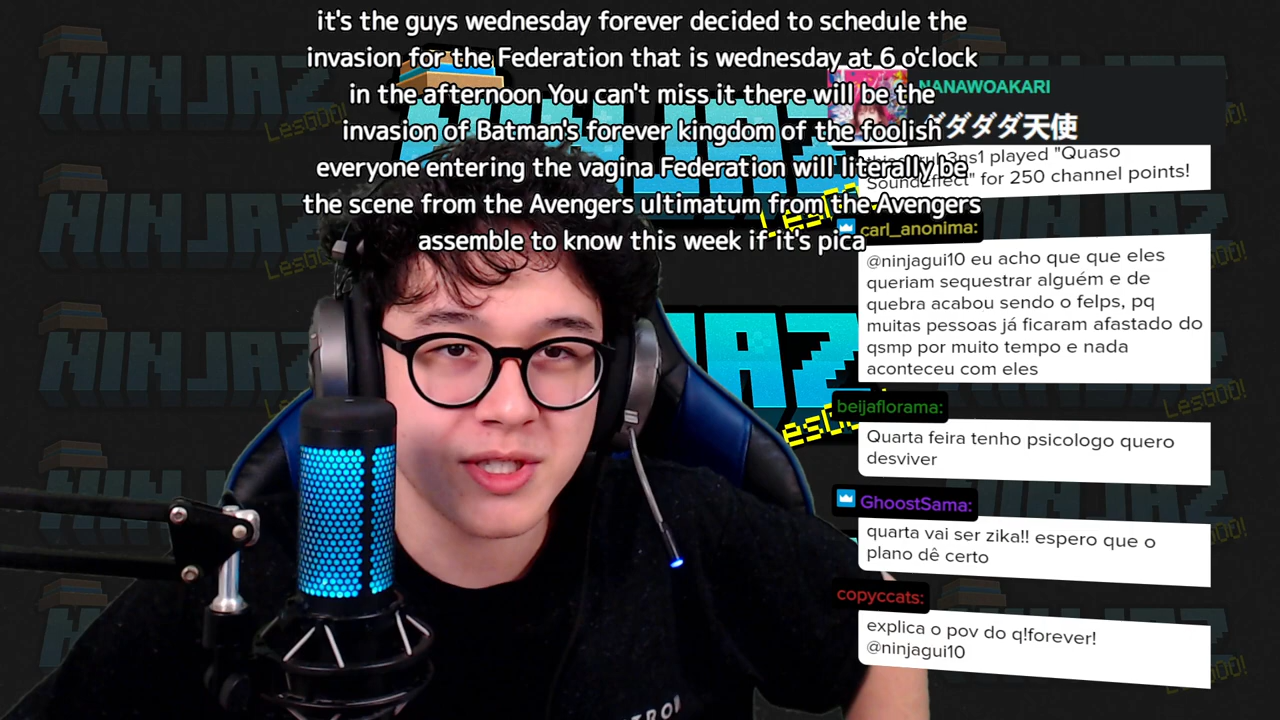 it's the guys wednesday forever decided to schedule the
invasion for the Federation that is wednesday at 6 o'clock
in the afternoon You can't miss it there will be the
invasion of Batman's forever kingdom of the foolish
everyone entering the vagina Federation will literally be
the scene from the Avengers ultimatum from the Avengers
assemble to know this week if it's pica
NINJAZ
LesGOO!
NANAWOAKARI
ダダダダ天使
played "Quaso
SoundEffect" for 250 channel points!
carl_anonima:
@ninjagui10 eu acho que que eles
queriam sequestrar alguém e de
quebra acabou sendo o felps, pq
muitas pessoas já ficaram afastado do
qsmp por muito tempo e nada
aconteceu com eles
beijaflorama:
Quarta feira tenho psicologo quero
desviver
GhoostSama:
quarta vai ser zika!! espero que o
plano dê certo
copyccats:
explica o pov do q!forever!
@ninjagui10